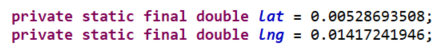 private static final double lat = 0.00528693508;
private static final double lng = 0.01417241946;